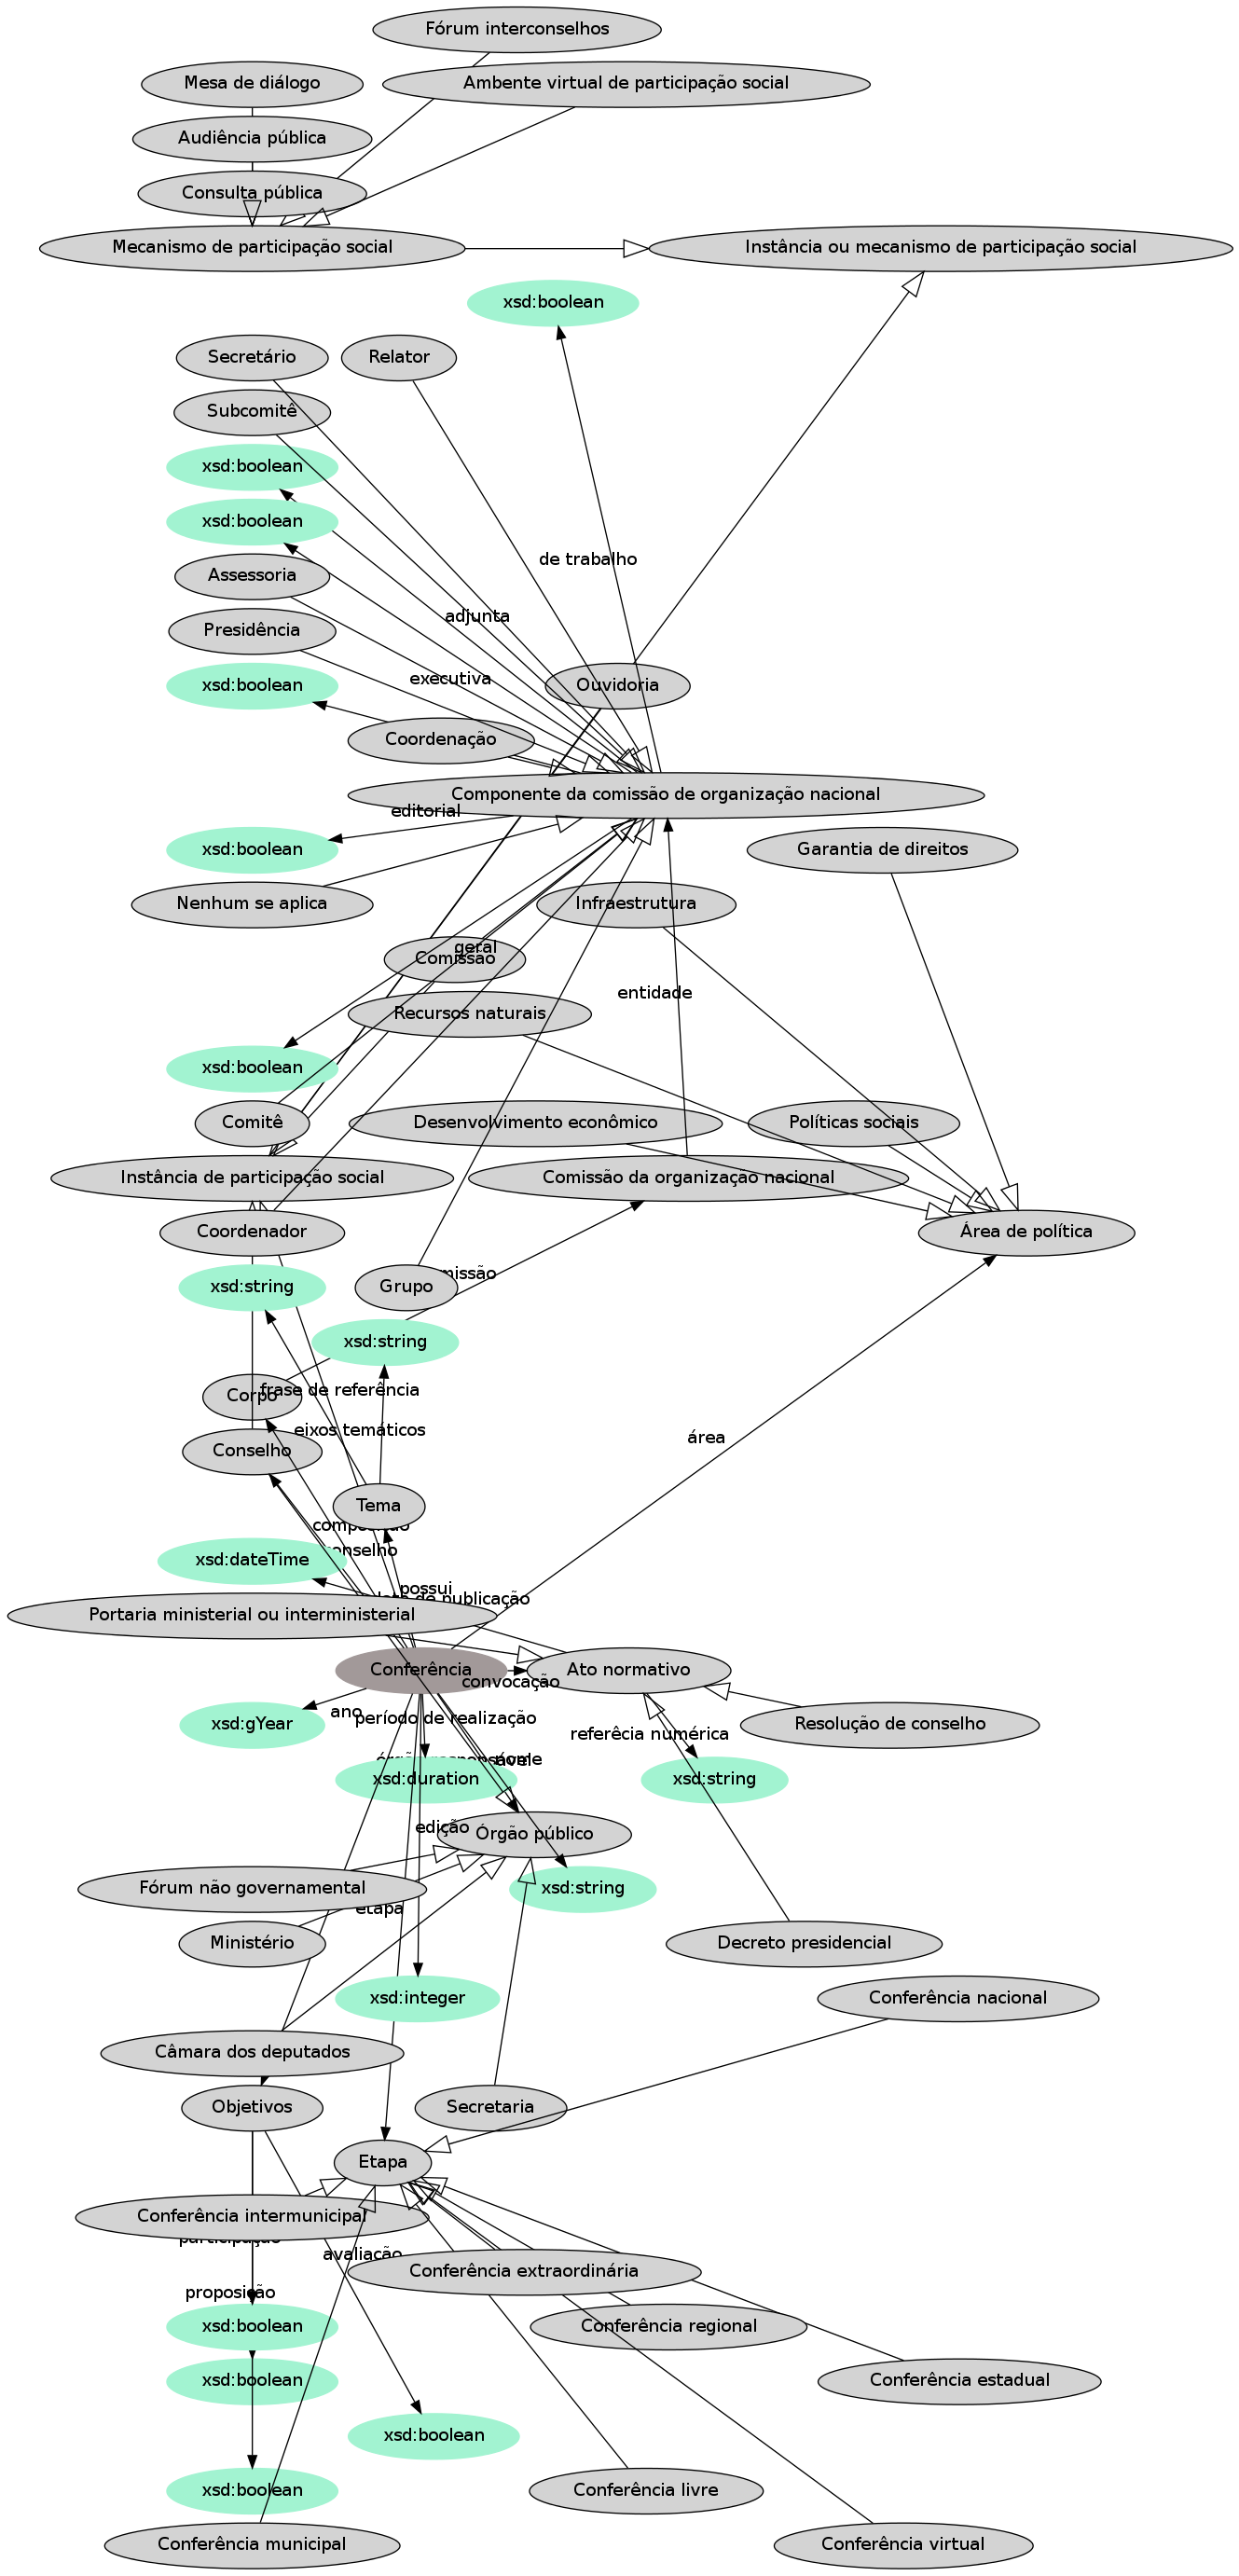 Fórum interconselhos
Mesa de diálogo
Ambente virtual de participação social
Audiência pública
Consulta pública
Mecanismo de participação social
Instância ou mecanismo de participação social
xsd:boolean
Secretário
Relator
Subcomitê
xsd:boolean
xsd:boolean
de trabalho
Assessoria
adjunta
Presidência
executiva
xsd:boolean
Ouvidoria
Coordenação
Componente da comissão de organização nacional
editorial
xsd:boolean
Garantia de direitos
Nenhum se aplica
Infraestrutura
geral
Comissão
entidade
Recursos naturais
xsd:boolean
Comitê
Desenvolvimento econômico
Políticas sociais
Instância de participação social
Comissão da organização nacional
Coordenador
Área de política
xsd:string
Grupo
missão
xsd:string
frase de referência
Corpo
eixos temáticos
área
Conselho
Tema
onselho
xsd:dateTime
possui
de publicação
Portaria ministerial ou interministerial
Conferência
convocação
Ato normativo
ano
período de realização
xsd:gYear
referêcia numérica
Resolução de conselho
nome
xsd:duration
xsd:string
edição
Órgão público
Fórum não governamental
xsd:string
etapa
Ministério
Decreto presidencial
xsd:integer
Conferência nacional
Câmara dos deputados
Objetivos
Secretaria
Etapa
Conferência intermunicipal
participação
avaliação
Conferência extraordinária
proposição
xsd:boolean
Conferência regional
xsd:boolean
Conferência estadual
xsd:boolean
xsd:boolean
Conferência livre
Conferência municipal
Conferência virtual